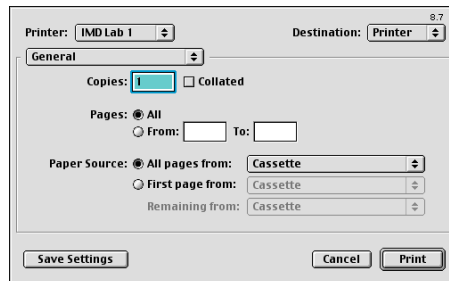 8.7
Printer: IMD Lab 1 Destination: Printer
General
Copies: 1 Collated
Pages: All
From: To:
Paper Source: All pages from: Cassette
First page from: Cassette
Remaining from: Cassette
Save Settings Cancel Print